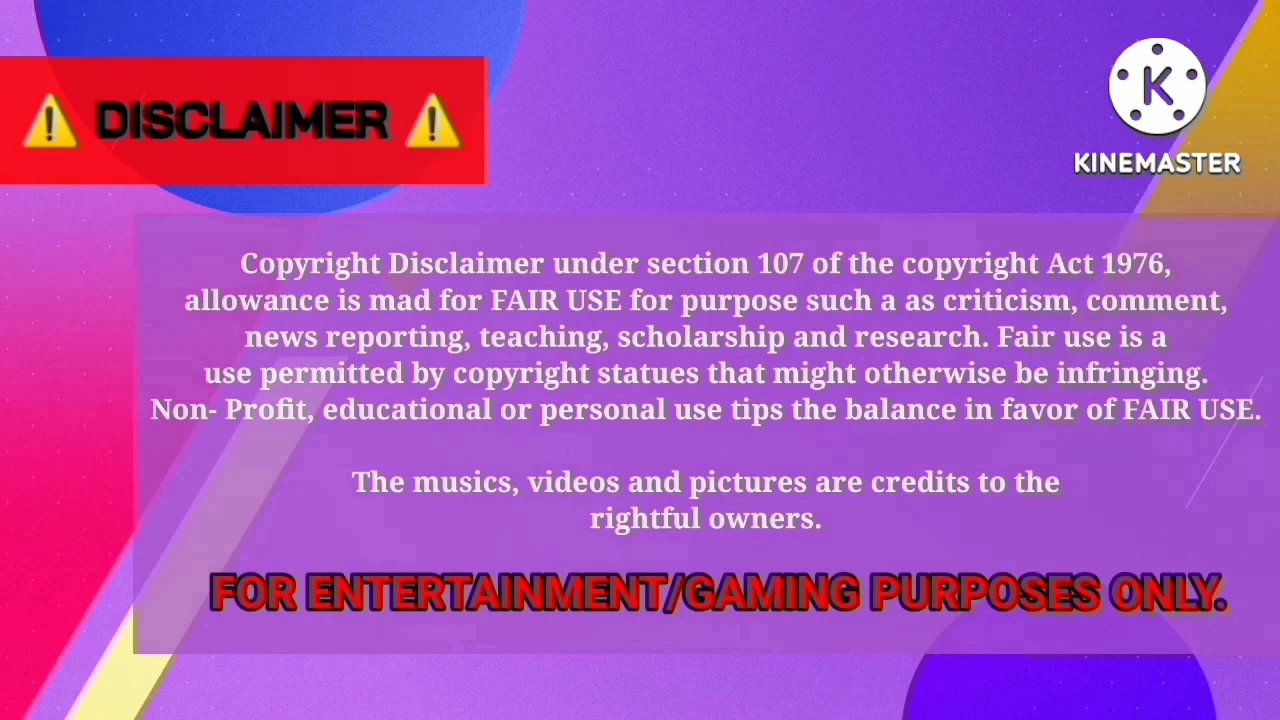 ⚠️ DISCLAIMER ⚠️
K
KINEMASTER
Copyright Disclaimer under section 107 of the copyright Act 1976,
allowance is mad for FAIR USE for purpose such a as criticism, comment,
news reporting, teaching, scholarship and research. Fair use is a
use permitted by copyright statues that might otherwise be infringing.
Non- Profit, educational or personal use tips the balance in favor of FAIR USE.
The musics, videos and pictures are credits to the
rightful owners.
FOR ENTERTAINMENT/GAMING PURPOSES ONLY.